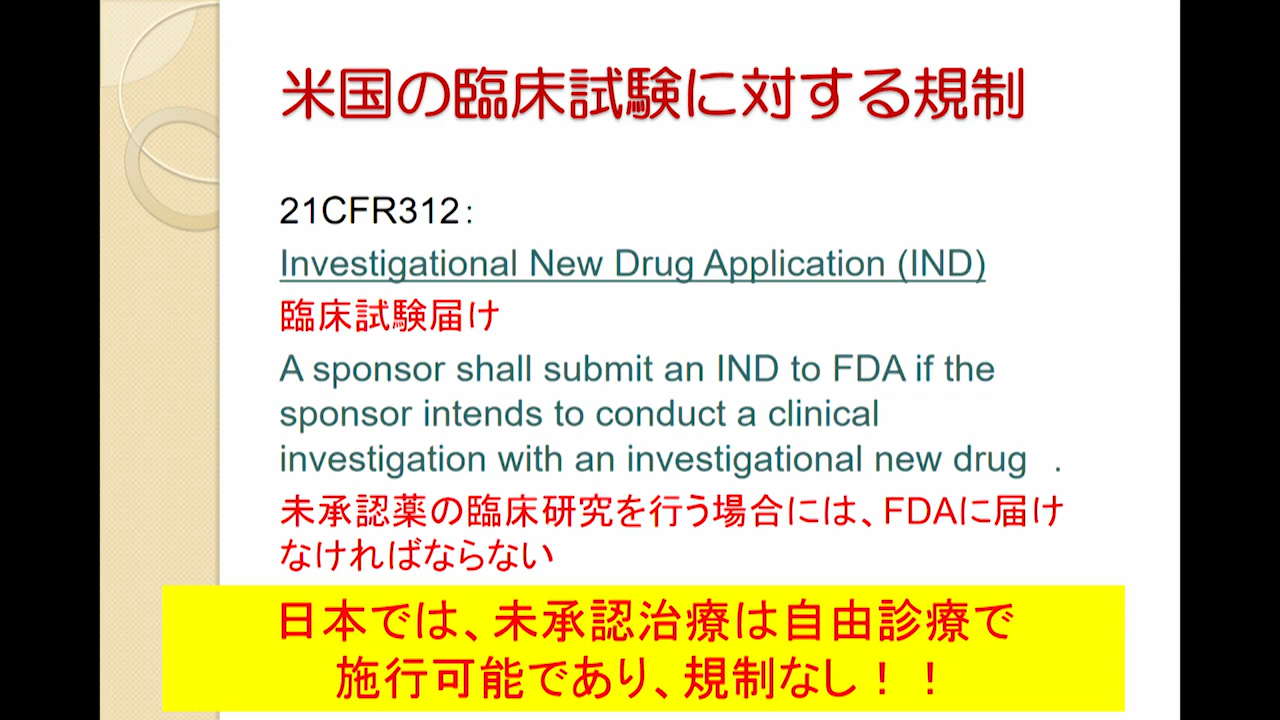 米国の臨床試験に対する規制
21CFR312：
Investigational New Drug Application (IND)
臨床試験届け
A sponsor shall submit an IND to FDA if the
sponsor intends to conduct a clinical
investigation with an investigational new drug .
未承認薬の臨床研究を行う場合には、FDAに届け
なければならない
日本では、未承認治療は自由診療で
施行可能であり、規制なし！！